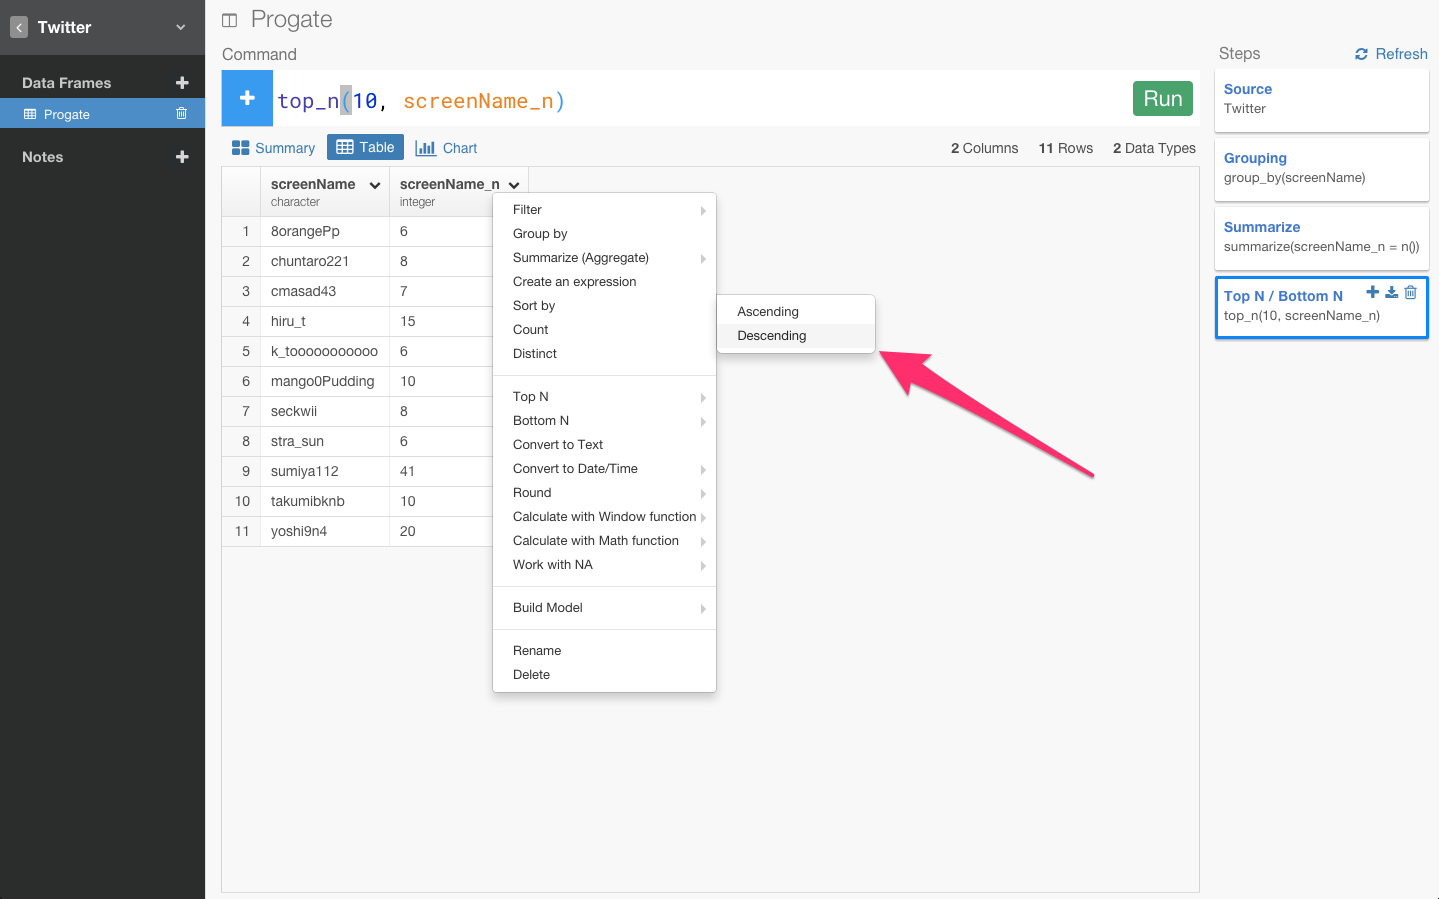 Twitter
Data Frames
Progate
Notes
Progate
Command
top_n(10, screenName_n)
Run
Summary Table Chart
2 Columns 11 Rows 2 Data Types
screenName screenName_n
character integer
1 8orangePp 6
2 chuntaro221 8
3 cmasad43 7
4 hiru_t 15
5 k_tooooooooooo 6
6 mango0Pudding 10
7 seckwii 8
8 stra_sun 6
9 sumiya112 41
10 takumibknb 10
11 yoshi9n4 20
Filter
Group by
Summarize (Aggregate)
Create an expression
Sort by
Count
Distinct
Top N
Bottom N
Convert to Text
Convert to Date/Time
Round
Calculate with Window function
Calculate with Math function
Work with NA
Build Model
Rename
Delete
Ascending
Descending
Steps Refresh
Source
Twitter
Grouping
group_by(screenName)
Summarize
summarize(screenName_n = n())
Top N / Bottom N
top_n(10, screenName_n)